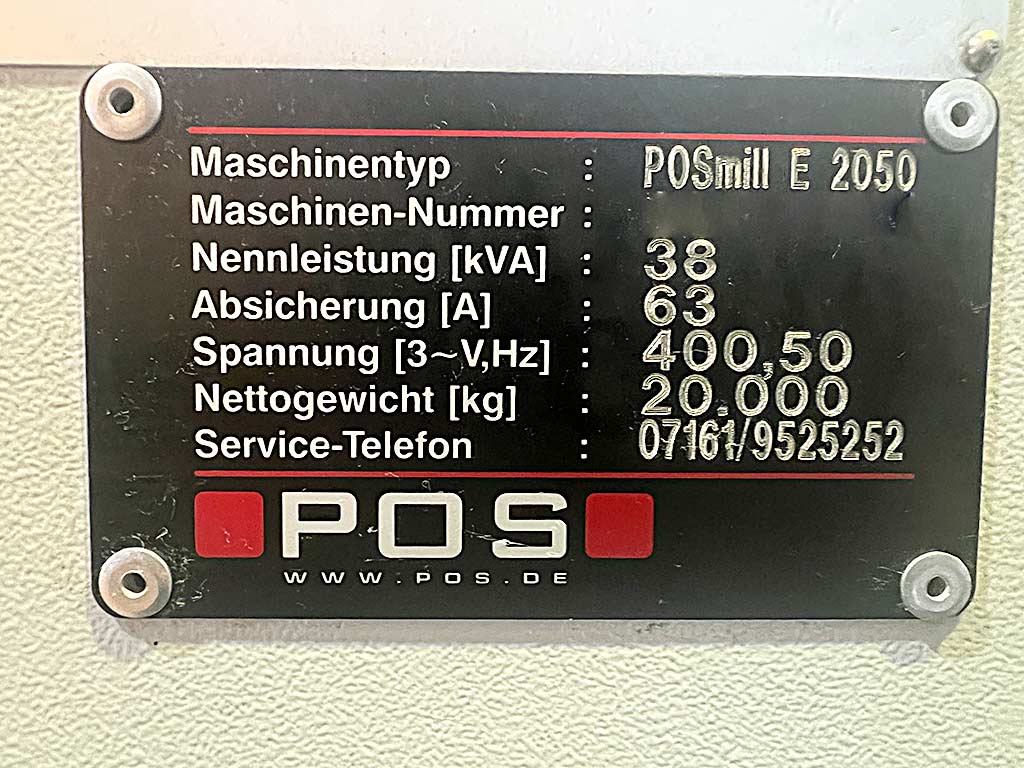 Maschinentyp : POSmill E 2050
Maschinen-Nummer :
Nennleistung [kVA] : 38
Absicherung [A] : 63
Spannung [3~V,Hz] : 400,50
Nettogewicht [kg] : 20.000
Service-Telefon : 07161/9525252
POS
WWW.POS.DE